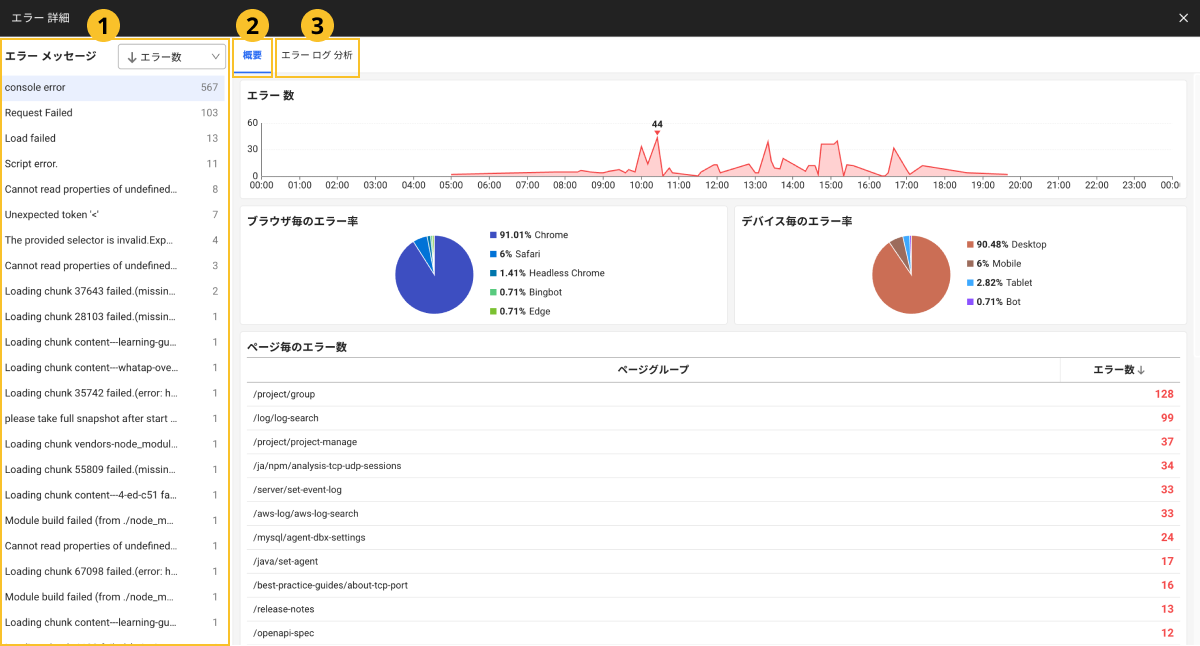 エラー 詳細
1
2
3
エラー メッセージ
エラー数
console error 567
Request Failed 103
Load failed 13
Script error. 11
Cannot read properties of undefined... 8
Unexpected token '<' 7
The provided selector is invalid.Exp... 4
Cannot read properties of undefined... 3
Loading chunk 37643 failed.(missin... 2
Loading chunk 28103 failed.(missin... 1
Loading chunk content---learning-gu... 1
Loading chunk content---whatap-ove... 1
Loading chunk 35742 failed.(error: h... 1
please take full snapshot after start ... 1
Loading chunk vendors-node_modul... 1
Loading chunk 55809 failed.(missin... 1
Loading chunk content---4-ed-c51 fa... 1
Module build failed (from ./node_m... 1
Cannot read properties of undefined... 1
Loading chunk 67098 failed.(error: h... 1
Module build failed (from ./node_m... 1
Loading chunk content---learning-gu... 1
概要
エラー ログ 分析
エラー 数
60
30
0
44
00:00 01:00 02:00 03:00 04:00 05:00 06:00 07:00 08:00 09:00 10:00 11:00 12:00 13:00 14:00 15:00 16:00 17:00 18:00 19:00 20:00 21:00 22:00 23:00 00:0
ブラウザ毎のエラー率
91.01% Chrome
6% Safari
1.41% Headless Chrome
0.71% Bingbot
0.71% Edge
デバイス毎のエラー率
90.48% Desktop
6% Mobile
2.82% Tablet
0.71% Bot
ページ毎のエラー数
ページグループ エラー数
/project/group 128
/log/log-search 99
/project/project-manage 37
/ja/npm/analysis-tcp-udp-sessions 34
/server/set-event-log 33
/aws-log/aws-log-search 33
/mysql/agent-dbx-settings 24
/java/set-agent 17
/best-practice-guides/about-tcp-port 16
/release-notes 13
/openapi-spec 12